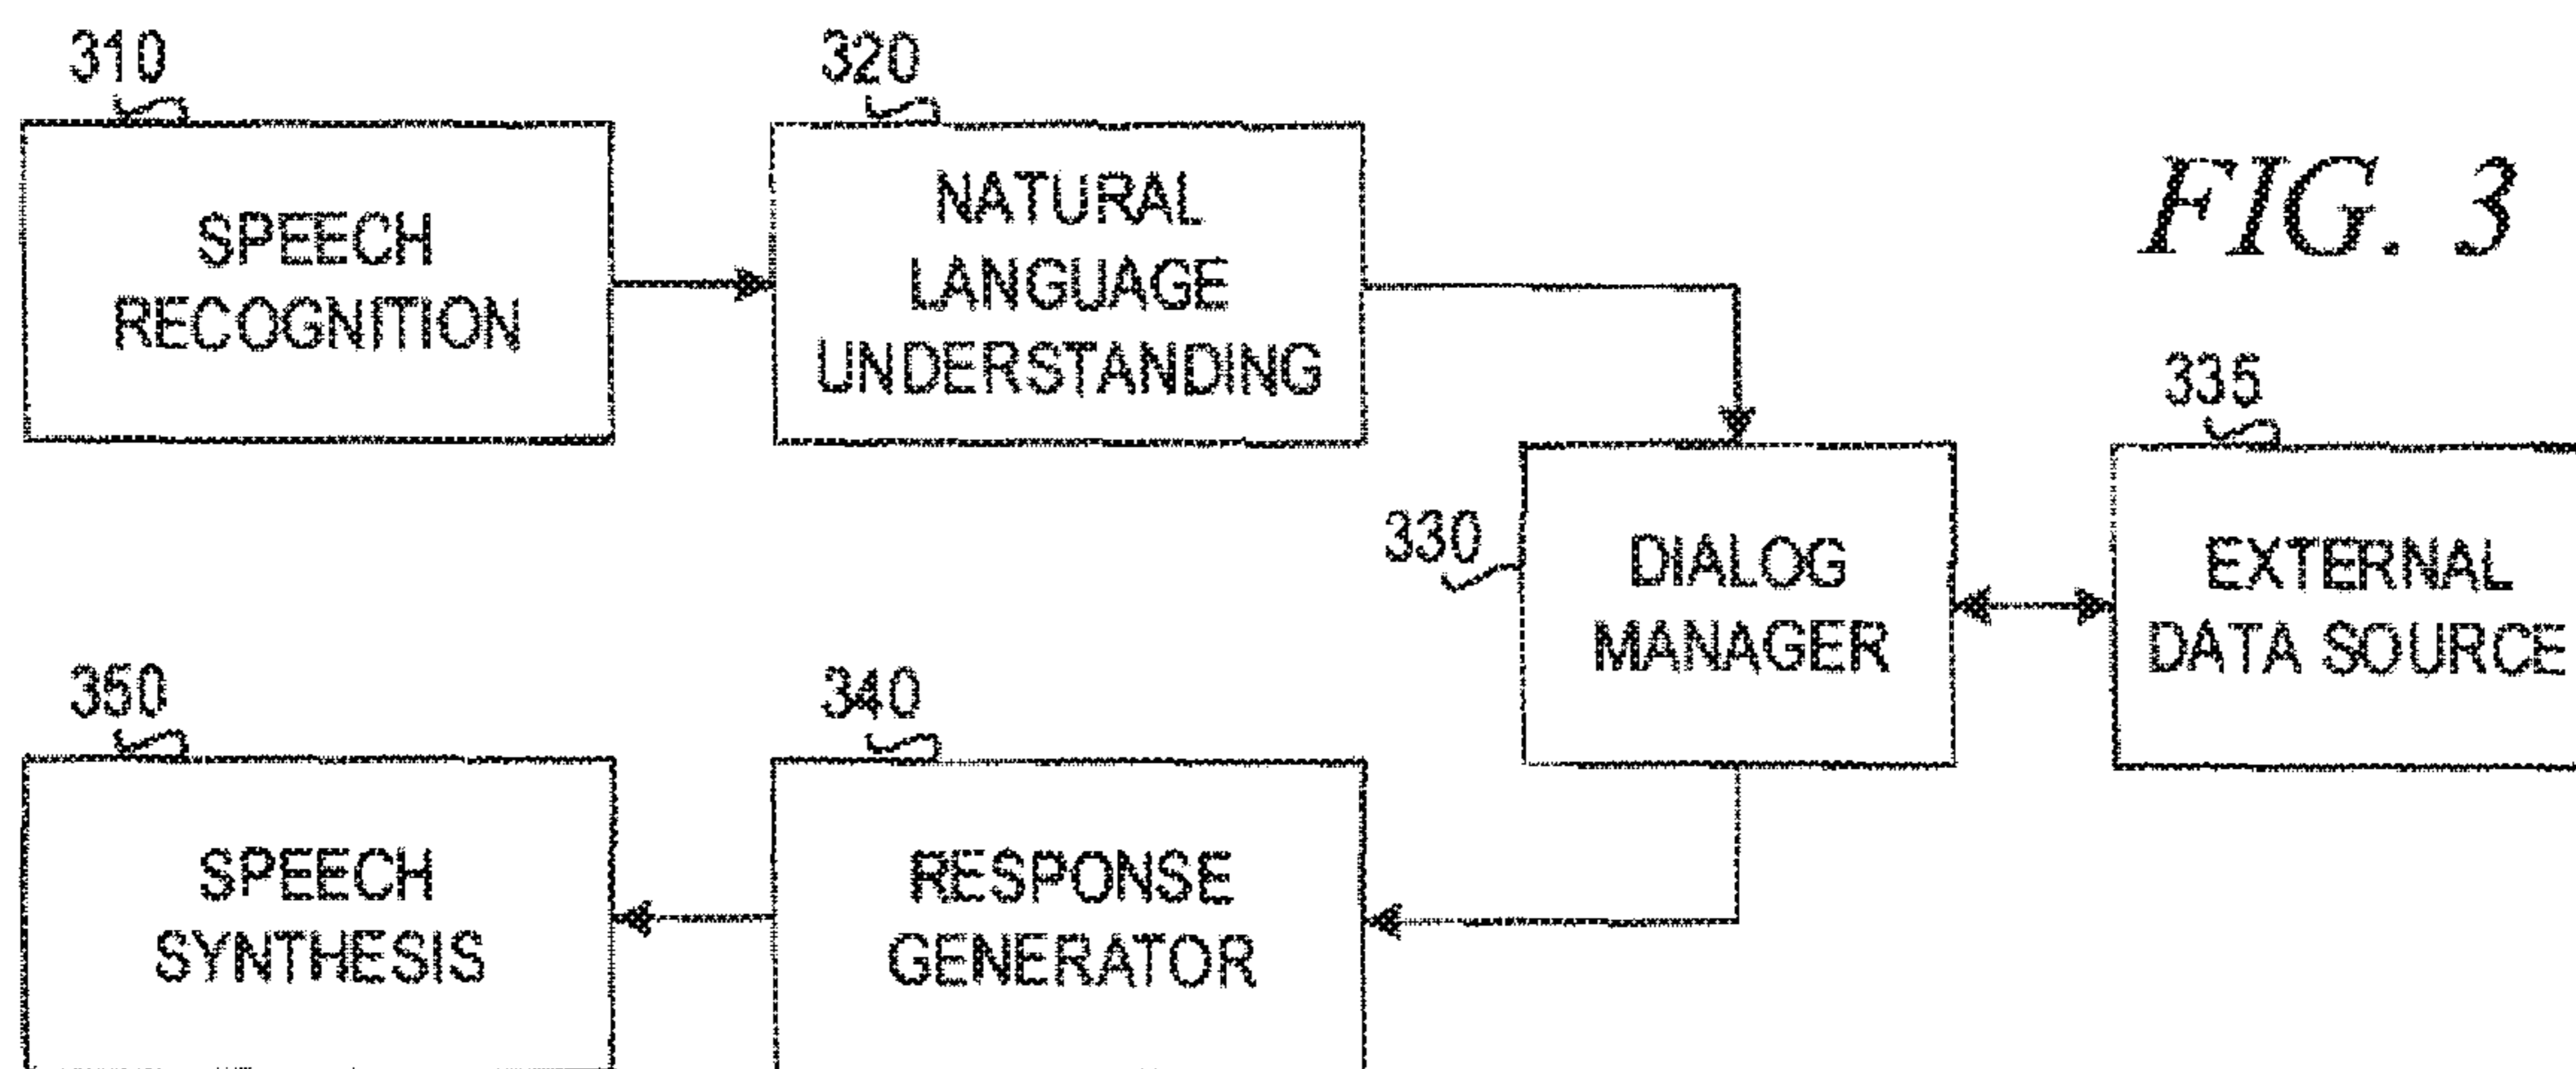 310
SPEECH
RECOGNITION
320
NATURAL
LANGUAGE
UNDERSTANDING
FIG. 3
330
DIALOG
MANAGER
335
EXTERNAL
DATA SOURCE
350
SPEECH
SYNTHESIS
340
RESPONSE
GENERATOR